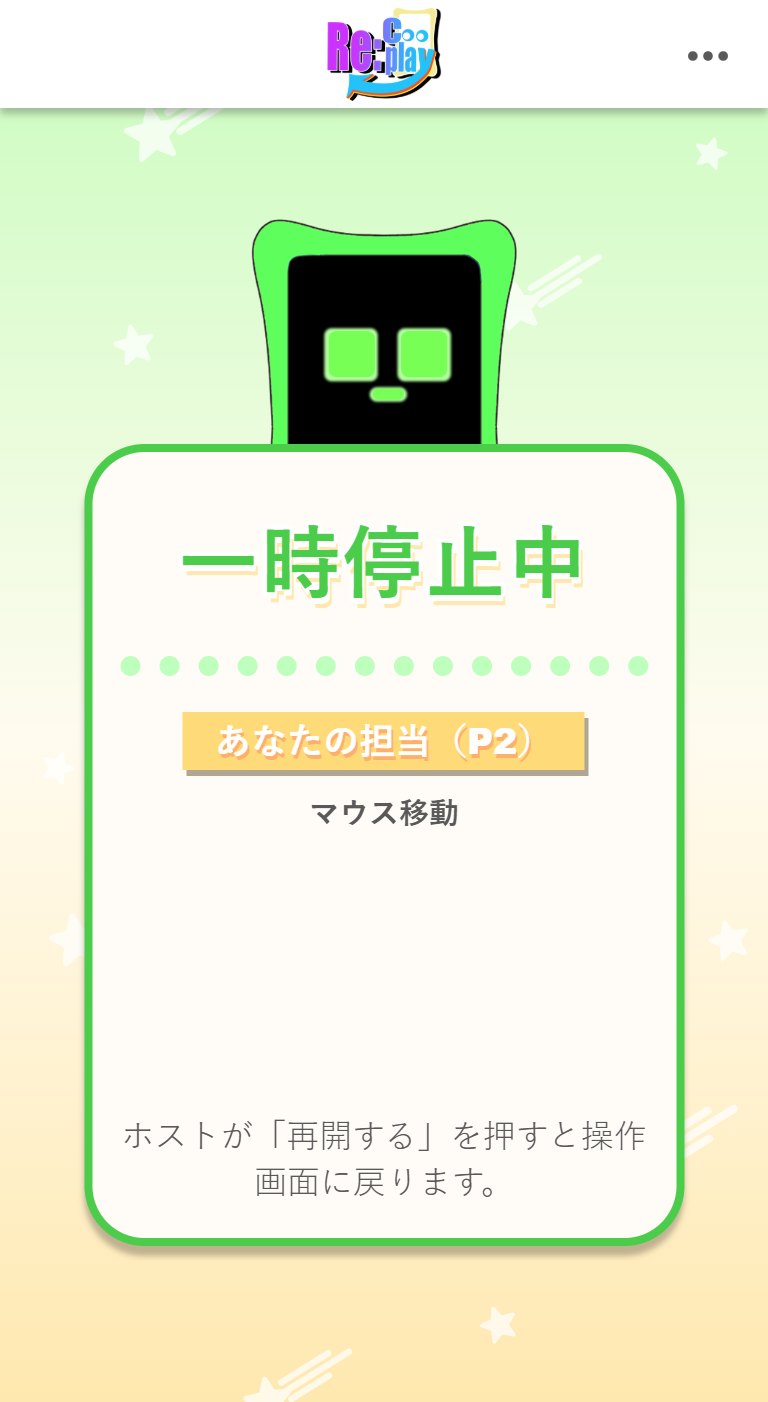 Re:Cooplay
一時停止中
あなたの担当（P2）
マウス移動
ホストが「再開する」を押すと操作
画面に戻ります。